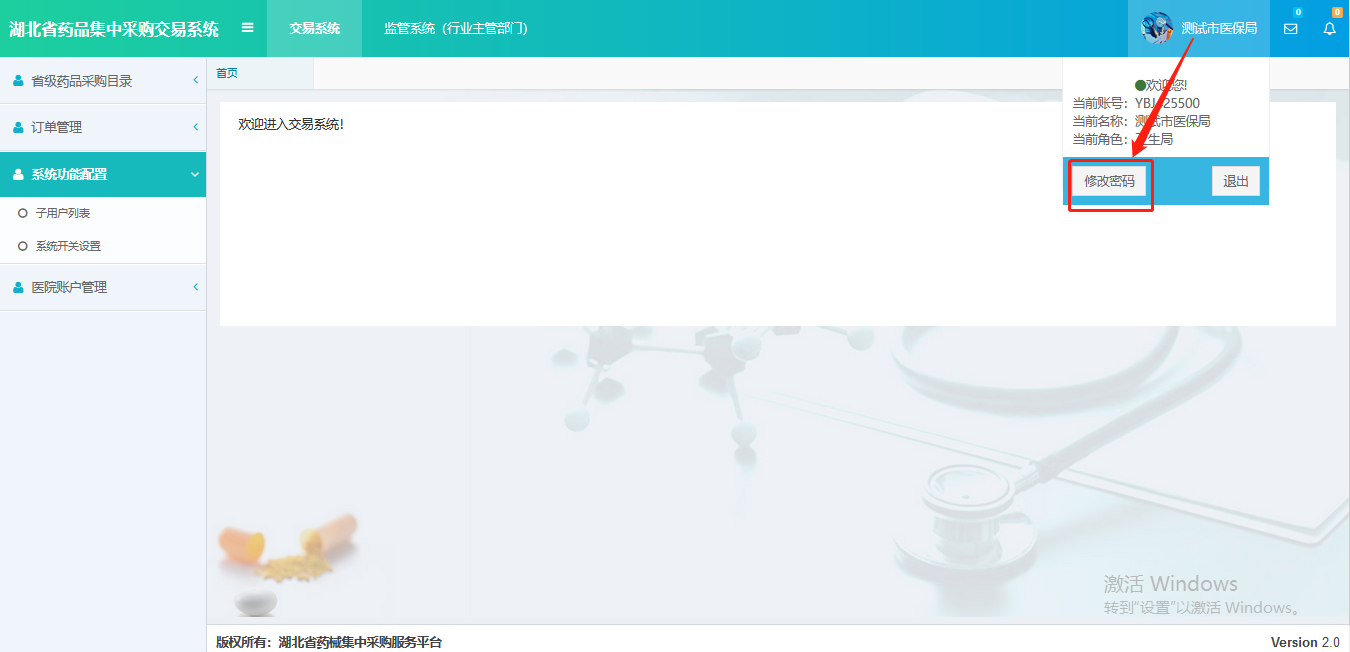 湖北省药品集中采购交易系统
交易系统
监管系统（行业主管部门）
测试市医保局
0
0
省级药品采购目录
订单管理
系统功能配置
子用户列表
系统开关设置
医院账户管理
首页
欢迎进入交易系统!
欢迎您!
当前账号：
当前名称：测试市医保局
当前角色：卫生局
修改密码
退出
激活 Windows
转到"设置"以激活 Windows。
版权所有：湖北省药械集中采购服务平台
Version 2.0